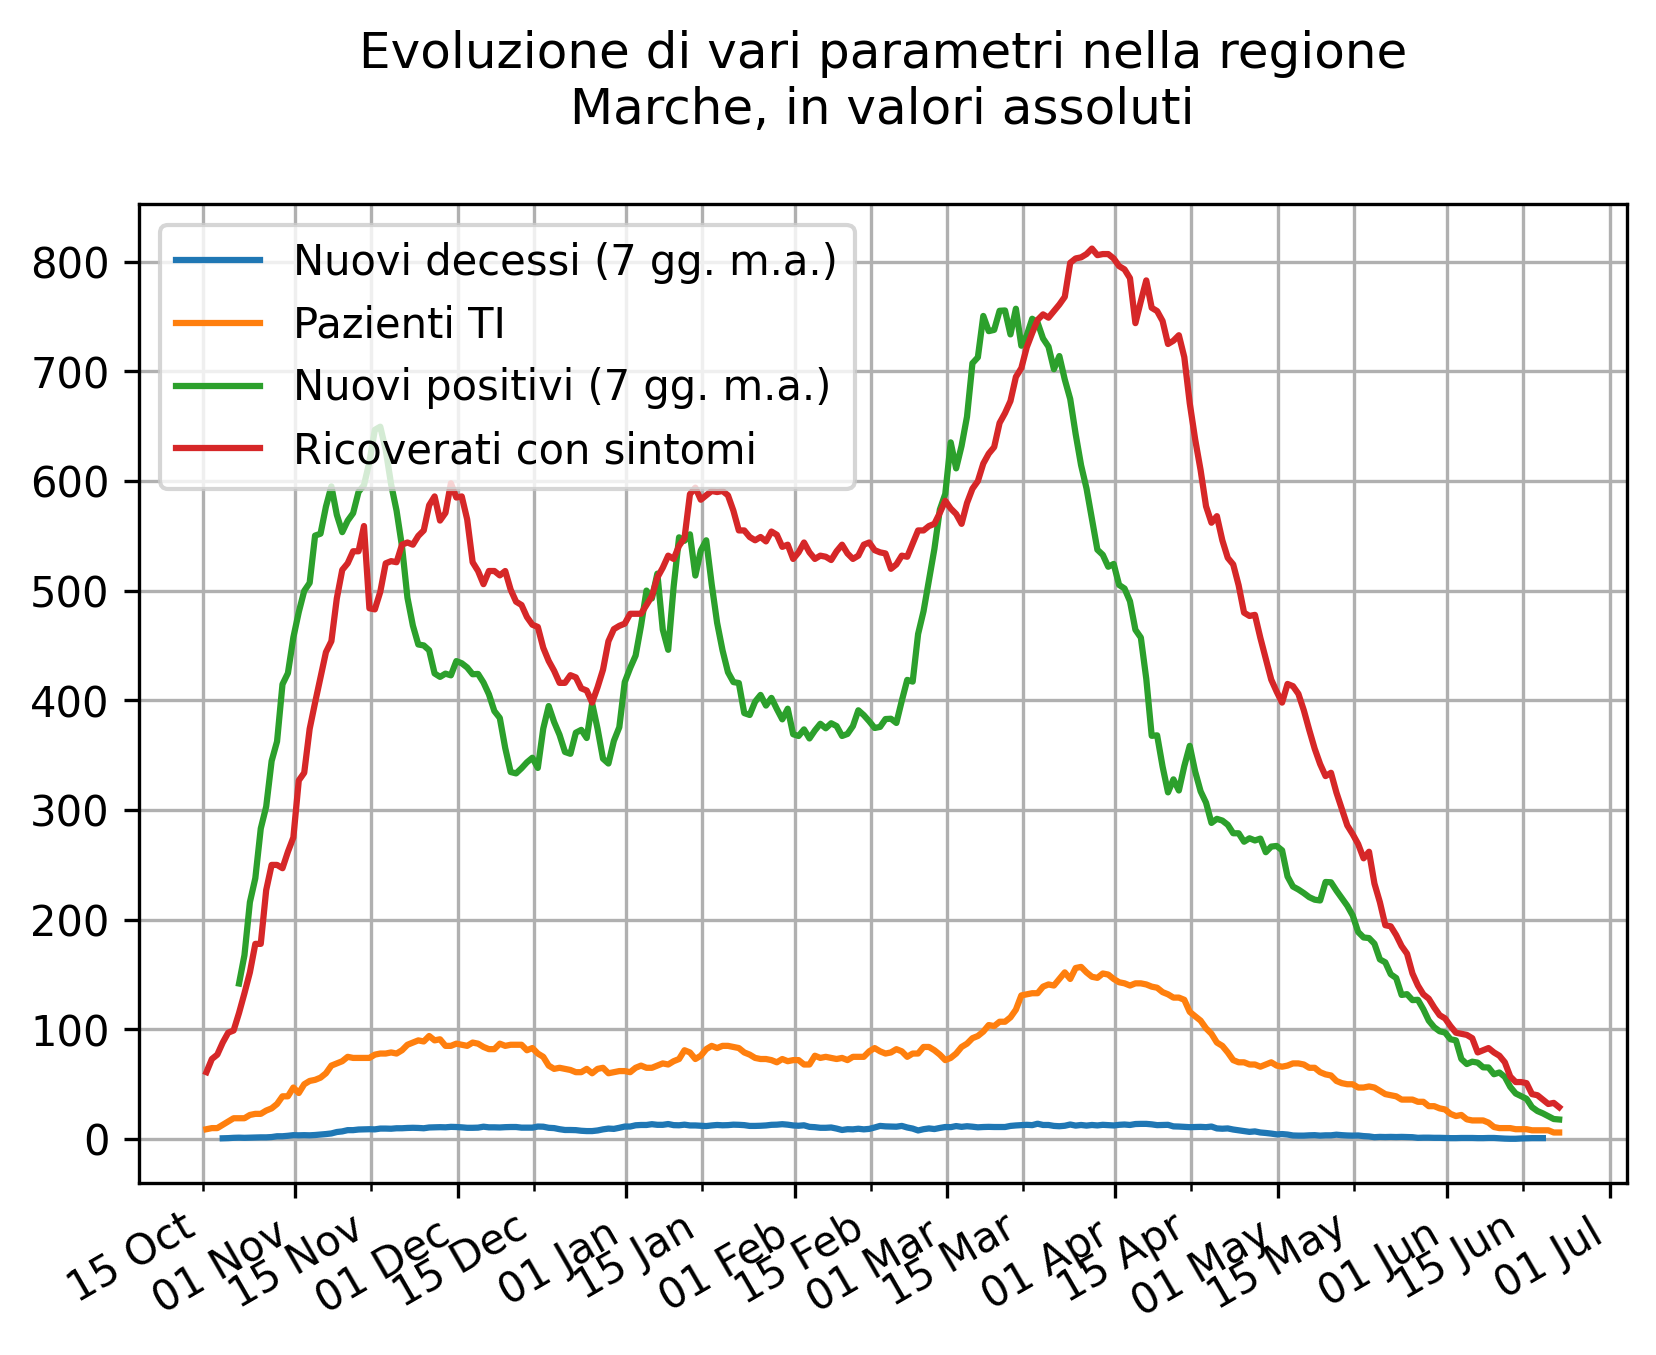 Evoluzione di vari parametri nella regione
Marche, in valori assoluti
Nuovi decessi (7 gg. m.a.)
Pazienti TI
Nuovi positivi (7 gg. m.a.)
Ricoverati con sintomi
800
700
600
500
400
300
200
100
0
15 Oct
01 Nov
15 Nov
01 Dec
15 Dec
01 Jan
15 Jan
01 Feb
15 Feb
01 Mar
15 Mar
01 Apr
15 Apr
01 May
15 May
01 Jun
15 Jun
01 Jul